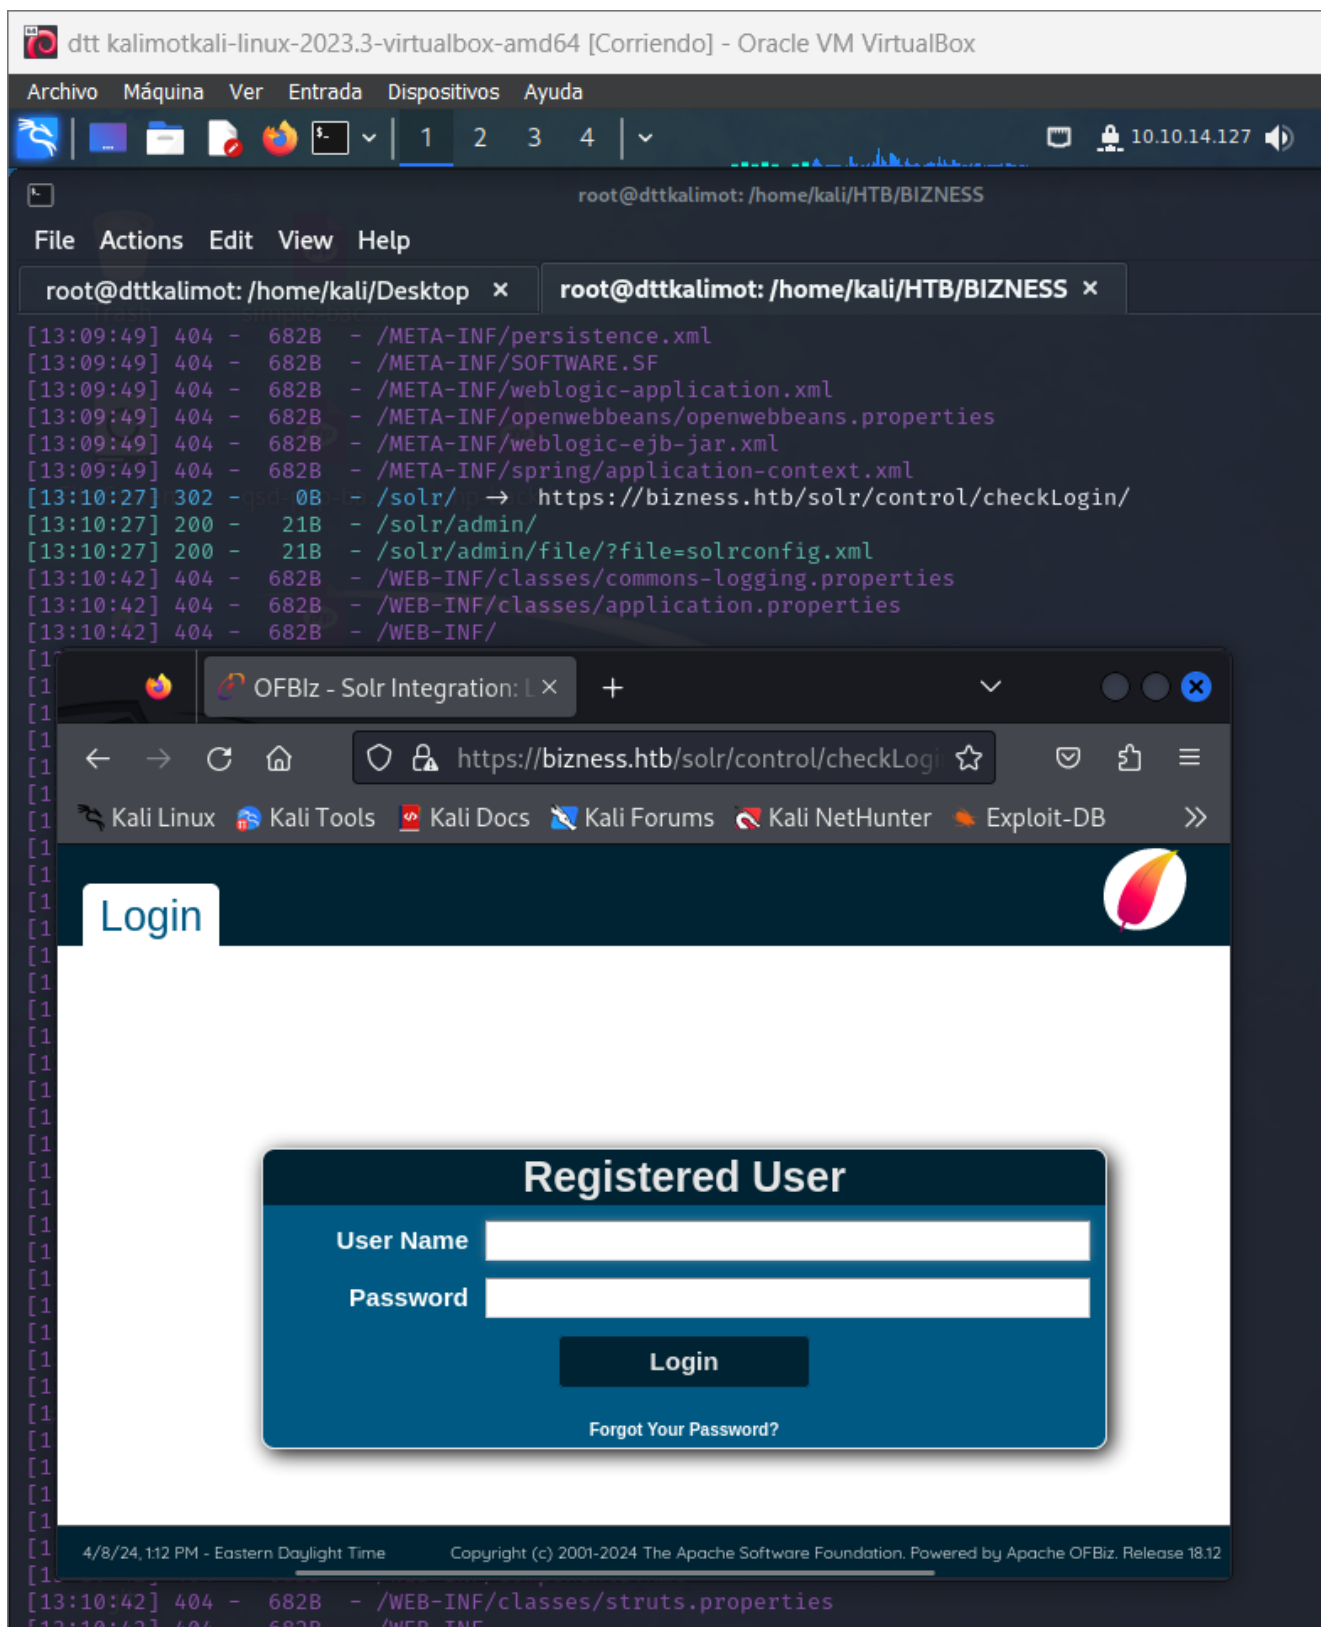 dtt kalimotkali-linux-2023.3-virtualbox-amd64 [Corriendo] - Oracle VM VirtualBox
Archivo Máquina Ver Entrada Dispositivos Ayuda
1 2 3 4 10.10.14.127
root@dttkalimot: /home/kali/HTB/BIZNESS
File Actions Edit View Help
root@dttkalimot: /home/kali/Desktop × root@dttkalimot: /home/kali/HTB/BIZNESS ×
[13:09:49] 404 - 682B - /META-INF/persistence.xml
[13:09:49] 404 - 682B - /META-INF/SOFTWARE.SF
[13:09:49] 404 - 682B - /META-INF/weblogic-application.xml
[13:09:49] 404 - 682B - /META-INF/openwebbeans/openwebbeans.properties
[13:09:49] 404 - 682B - /META-INF/weblogic-ejb-jar.xml
[13:09:49] 404 - 682B - /META-INF/spring/application-context.xml
[13:10:27] 302 - 0B - /solr/ → https://bizness.htb/solr/control/checkLogin/
[13:10:27] 200 - 21B - /solr/admin/
[13:10:27] 200 - 21B - /solr/admin/file/?file=solrconfig.xml
[13:10:42] 404 - 682B - /WEB-INF/classes/commons-logging.properties
[13:10:42] 404 - 682B - /WEB-INF/classes/application.properties
[13:10:42] 404 - 682B - /WEB-INF/
OFBIz - Solr Integration: L × +
https://bizness.htb/solr/control/checkLogi
Kali Linux Kali Tools Kali Docs Kali Forums Kali NetHunter Exploit-DB
Login
Registered User
User Name
Password
Login
Forgot Your Password?
4/8/24, 1:12 PM - Eastern Daylight Time Copyright (c) 2001-2024 The Apache Software Foundation. Powered by Apache OFBiz. Release 18.12
[13:10:42] 404 - 682B - /WEB-INF/classes/struts.properties